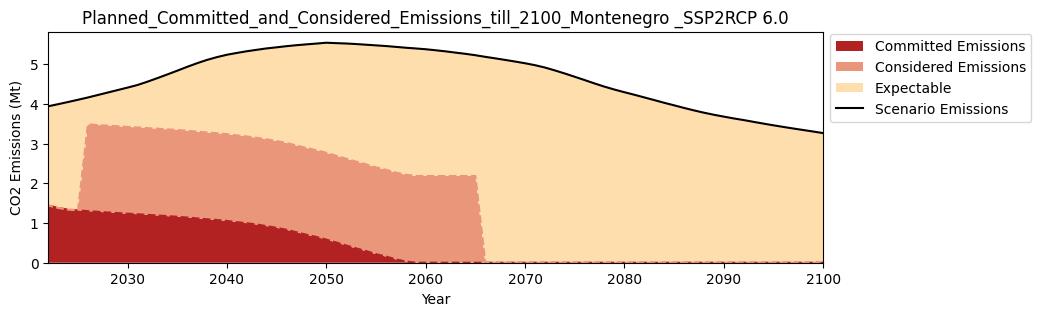 Planned_Committed_and_Considered_Emissions_till_2100_Montenegro _SSP2RCP 6.0
Committed Emissions
Considered Emissions
Expectable
Scenario Emissions
CO2 Emissions (Mt)
5
4
3
2
1
0
2030 2040 2050 2060 2070 2080 2090 2100
Year